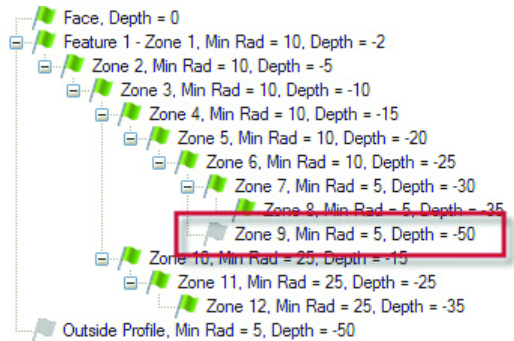 Face, Depth = 0
Feature 1 - Zone 1, Min Rad = 10, Depth = -2
Zone 2, Min Rad = 10, Depth = -5
Zone 3, Min Rad = 10, Depth = -10
Zone 4, Min Rad = 10, Depth = -15
Zone 5, Min Rad = 10, Depth = -20
Zone 6, Min Rad = 10, Depth = -25
Zone 7, Min Rad = 5, Depth = -30
Zone 8, Min Rad = 5, Depth = -35
Zone 9, Min Rad = 5, Depth = -50
Zone 10, Min Rad = 25, Depth = -15
Zone 11, Min Rad = 25, Depth = -25
Zone 12, Min Rad = 25, Depth = -35
Outside Profile, Min Rad = 5, Depth = -50